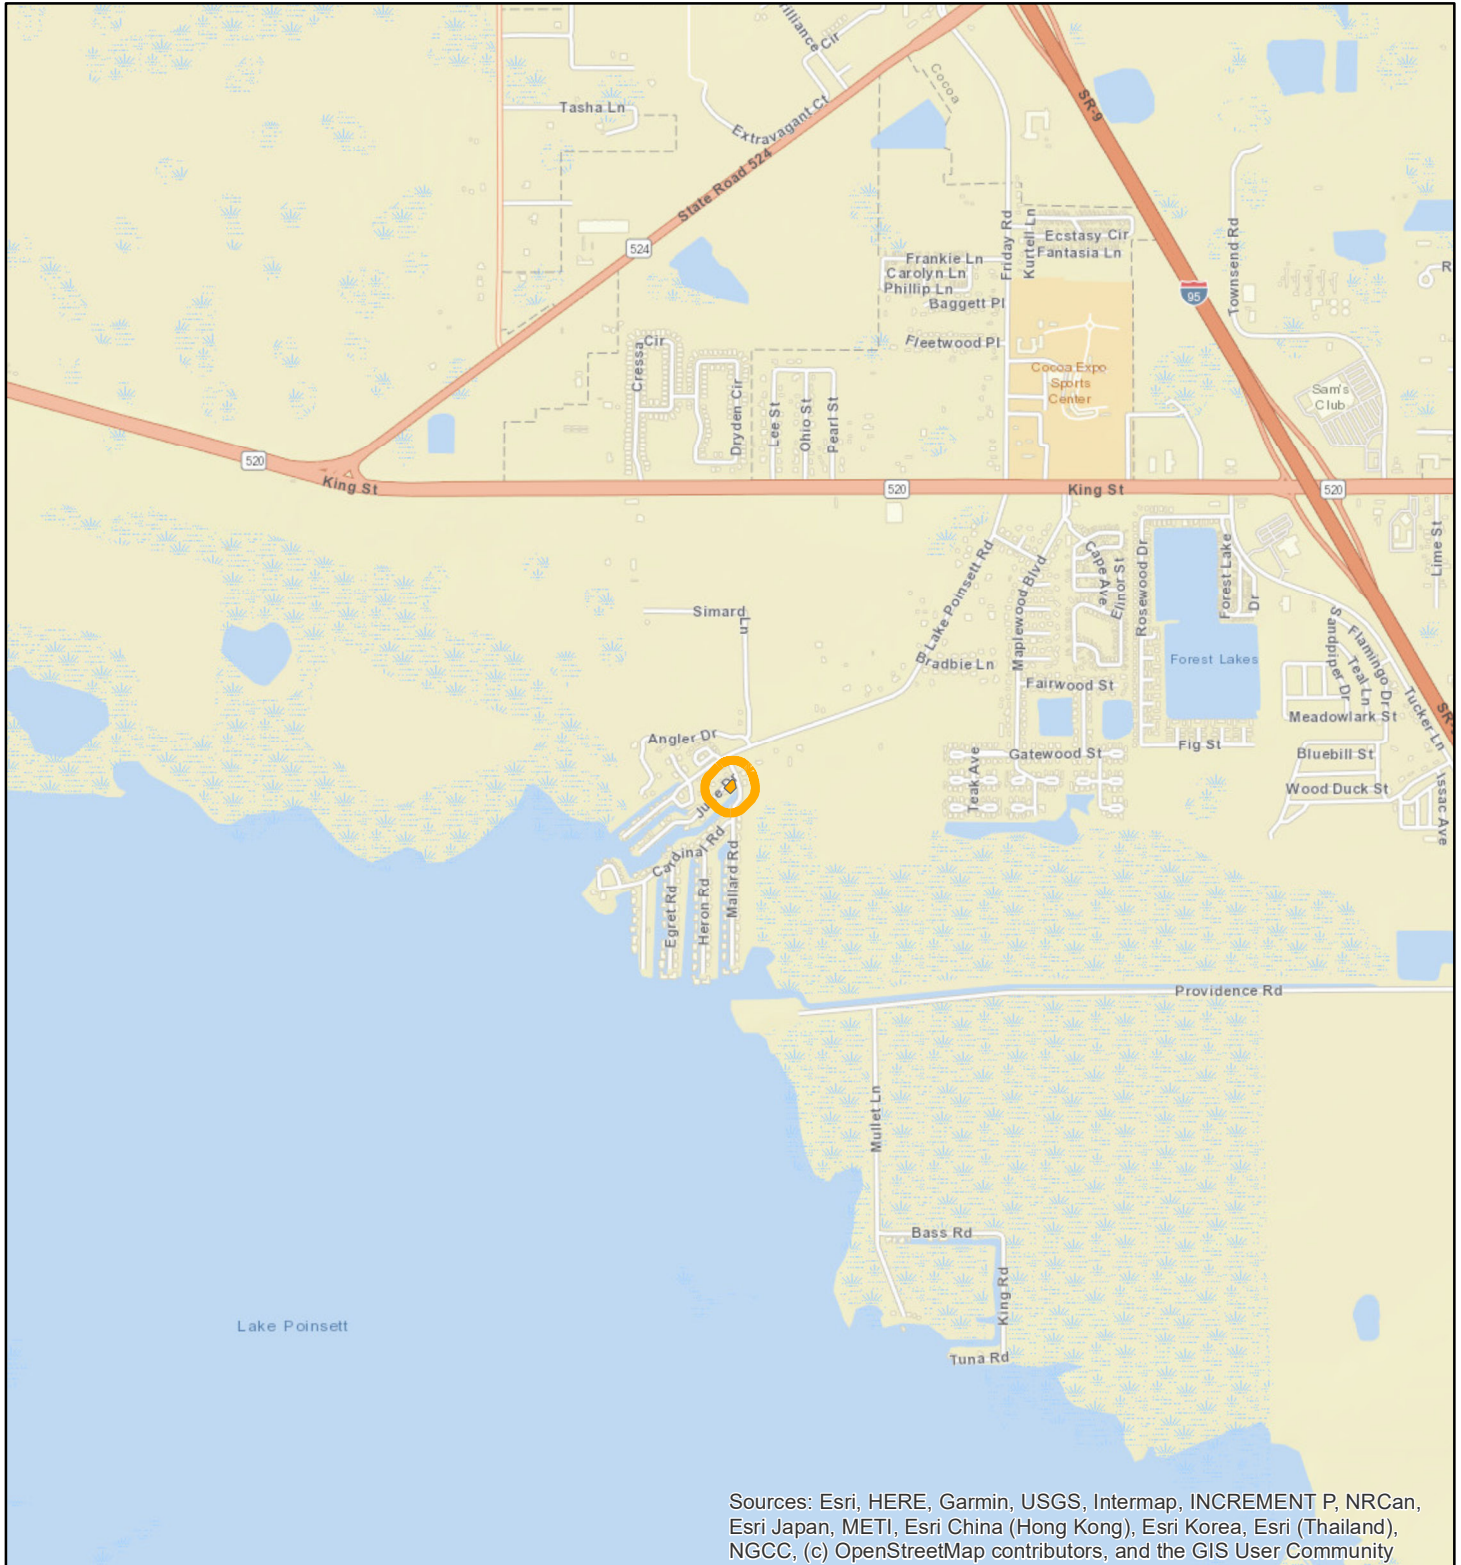 rilliance Cir
Cocoa
Tasha Ln
SR-9
Extravagant Ct
State Road 524
524
Friday Rd
Kurtell Ln
Ecstasy Cir
Fantasia Ln
Townsend Rd
Frankie Ln
Carolyn Ln
Phillip Ln
Baggett Pl
R
95
Fleetwood Pl
Cressa Cir
Cocoa Expo
Sports
Center
Sam's
Club
Dryden Cir
Lee St
Ohio St
Pearl St
520
King St
520
King St
520
Lime St
Lake Poinsett Rd
Maplewood Blvd
Cape Ave
Elinor St
Rosewood Dr
Forest Lake
Dr
Simard
Ln
Bradbie Ln
Forest Lakes
Sandpiper Dr
Flamingo Dr
Teal Ln
Tucker Ln
SR-
Fairwood St
Meadowlark St
Angler Dr
Fig St
Gatewood St
Bluebill St
Teak Ave
Wood Duck St
Issac Ave
Cardinal Rd
Egret Rd
Heron Rd
Mallard Rd
Providence Rd
Mullet Ln
Bass Rd
King Rd
Lake Poinsett
Tuna Rd
Sources: Esri, HERE, Garmin, USGS, Intermap, INCREMENT P, NRCan,
Esri Japan, METI, Esri China (Hong Kong), Esri Korea, Esri (Thailand),
NGCC, (c) OpenStreetMap contributors, and the GIS User Community